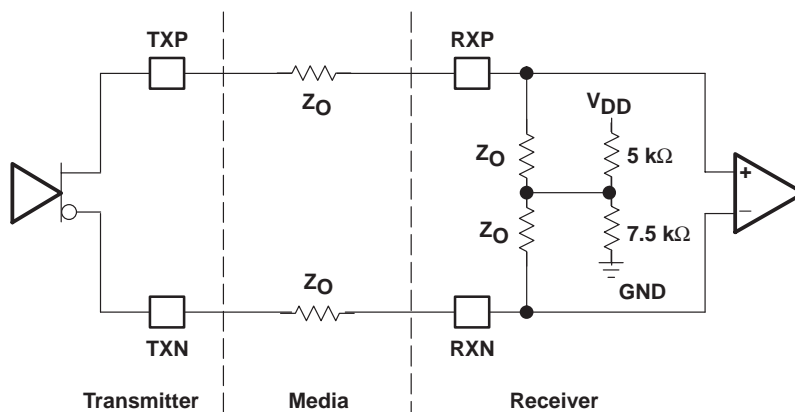 TXP
RXP
ZO
VDD
ZO
5 kΩ
+
−
ZO
7.5 kΩ
ZO
GND
TXN
RXN
Transmitter
Media
Receiver